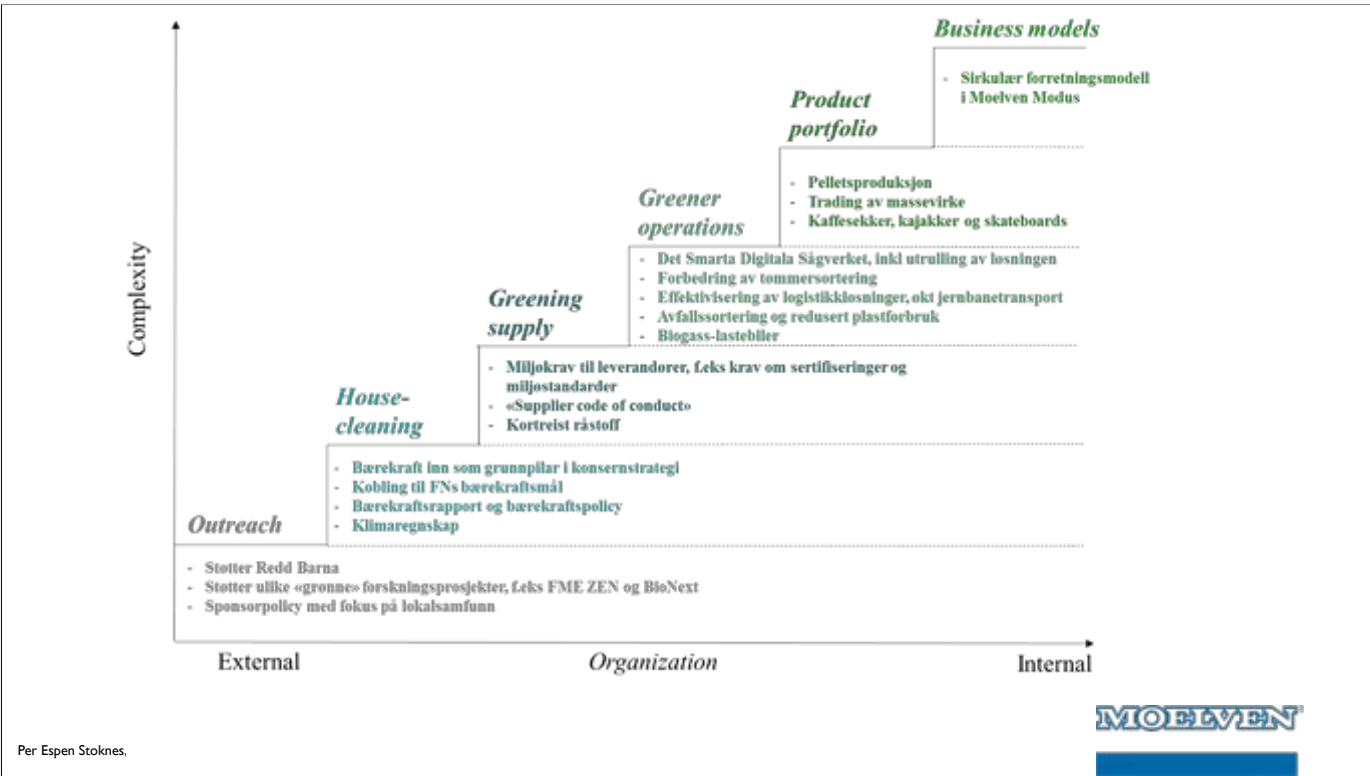 Business models
- Sirkulær forretningsmodell
i Moelven Modus
Product
portfolio
- Pelletsproduksjon
- Trading av massevirke
- Kaffesekker, kajakker og skateboards
Greener
operations
- Det Smarta Digitala Sågverket, inkl utrulling av løsningen
- Forbedring av tømmersortering
- Effektivisering av logistikkløsninger, økt jernbanetransport
- Avfallssortering og redusert plastforbruk
- Biogass-lastebiler
Greening
supply
- Miljøkrav til leverandører, f.eks krav om sertifiseringer og
miljøstandarder
- «Supplier code of conduct»
- Kortreist råstoff
House-
cleaning
- Bærekraft inn som grunnpilar i konsernstrategi
- Kobling til FNs bærekraftsmål
- Bærekraftsrapport og bærekraftspolicy
- Klimaregnskap
Outreach
- Støtter Redd Barna
- Støtter ulike «grønne» forskningsprosjekter, f.eks FME ZEN og BioNext
- Sponsorpolicy med fokus på lokalsamfunn
Complexity
External
Organization
Internal
MOELVEN®
Per Espen Stoknes,